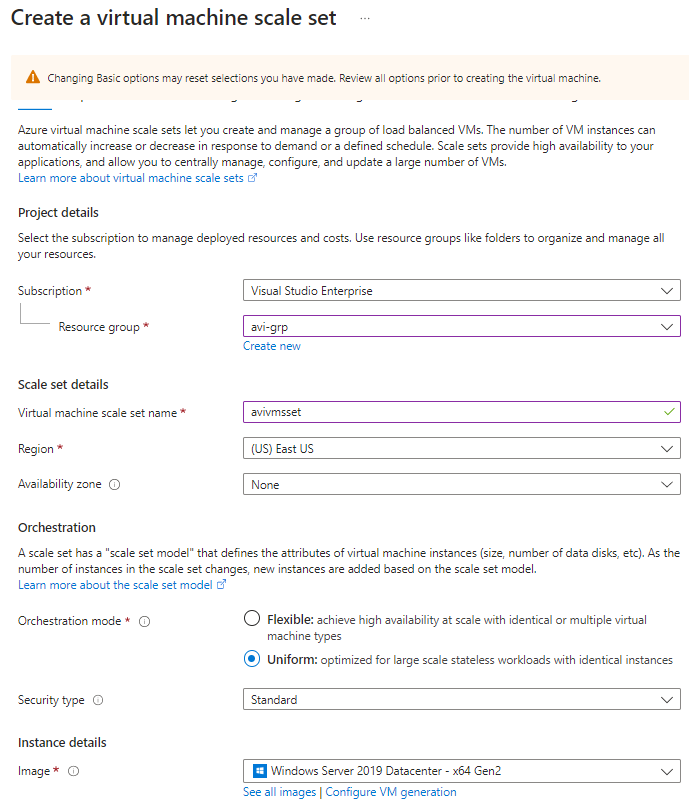 Create a virtual machine scale set ...
Changing Basic options may reset selections you have made. Review all options prior to creating the virtual machine.
Azure virtual machine scale sets let you create and manage a group of load balanced VMs. The number of VM instances can
automatically increase or decrease in response to demand or a defined schedule. Scale sets provide high availability to your
applications, and allow you to centrally manage, configure, and update a large number of VMs.
Learn more about virtual machine scale sets
Project details
Select the subscription to manage deployed resources and costs. Use resource groups like folders to organize and manage all
your resources.
Subscription * Visual Studio Enterprise
Resource group * avi-grp
Create new
Scale set details
Virtual machine scale set name * avivmsset
Region * (US) East US
Availability zone None
Orchestration
A scale set has a "scale set model" that defines the attributes of virtual machine instances (size, number of data disks, etc). As the
number of instances in the scale set changes, new instances are added based on the scale set model.
Learn more about the scale set model
Orchestration mode * Flexible: achieve high availability at scale with identical or multiple virtual
machine types
Uniform: optimized for large scale stateless workloads with identical instances
Security type Standard
Instance details
Image * Windows Server 2019 Datacenter - x64 Gen2
See all images | Configure VM generation